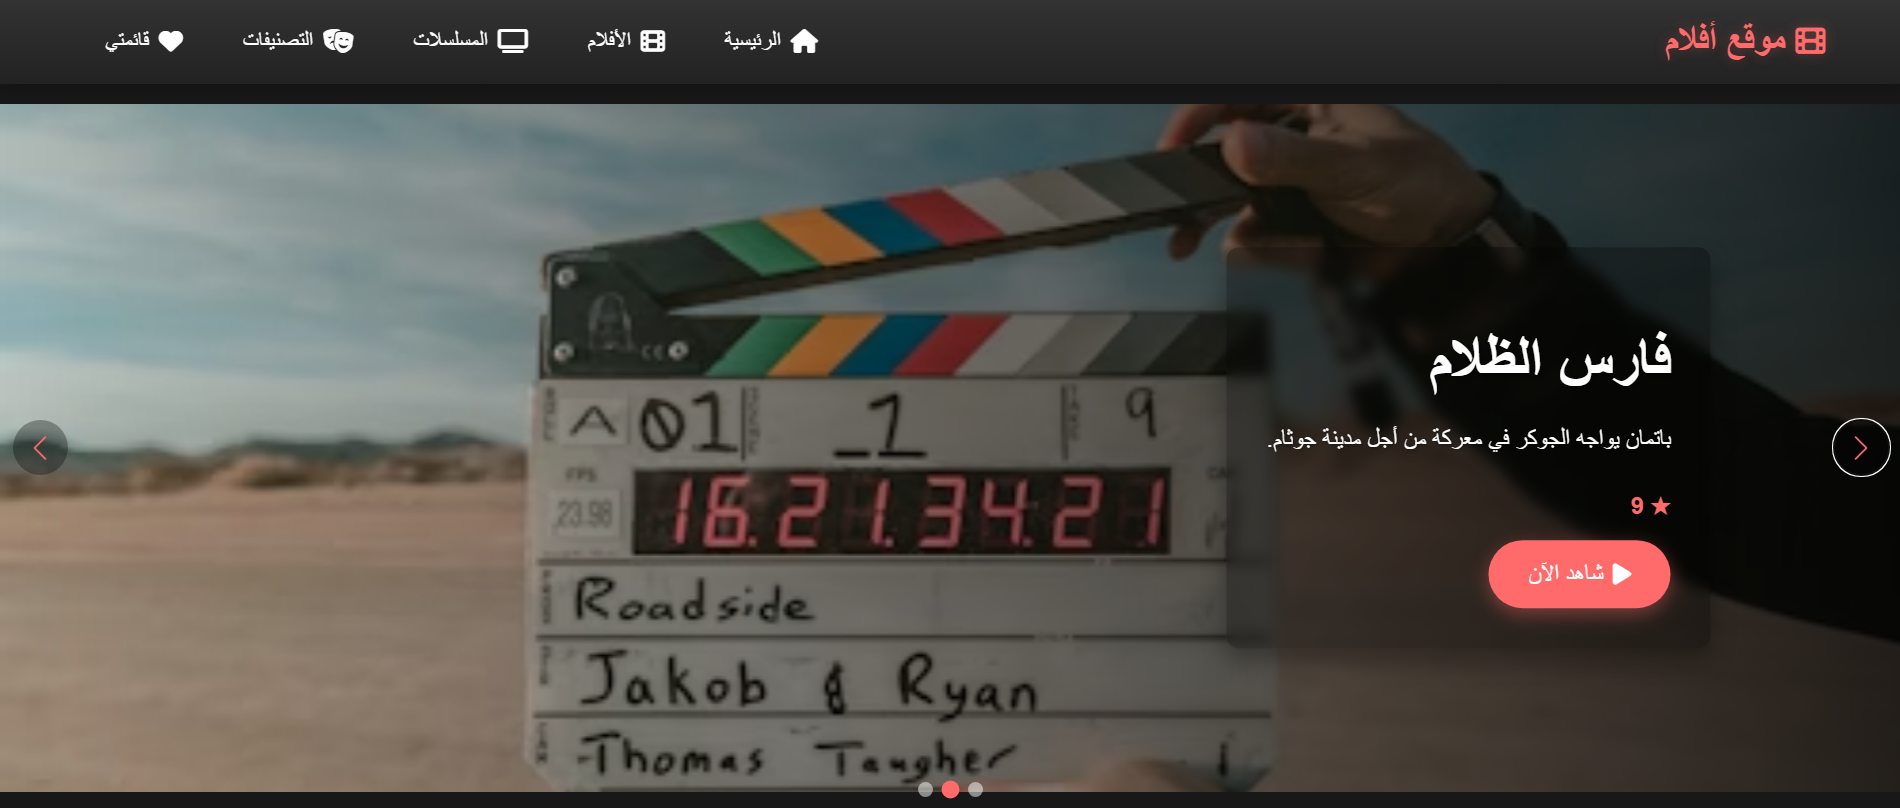 موقع أفلام
الرئيسية
الأفلام
المسلسلات
التصنيفات
قائمتي
فارس الظلام
باتمان يواجه الجوكر في معركة من أجل مدينة جوثام.
★ 9
شاهد الآن
CE
A 01 1 9
FPS
23.98
16.21.34.21
Roadside
Jakob & Ryan
Thomas Taugher